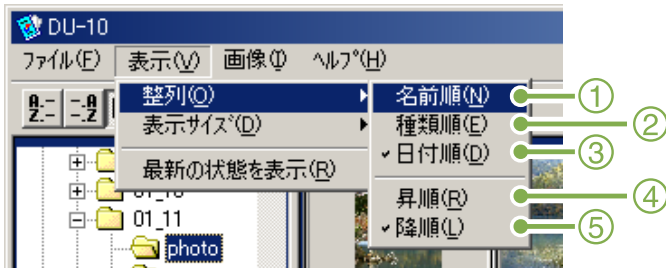 DU-10
ファイル(F) 表示(V) 画像(I) ヘルプ(H)
整列(O)
表示サイズ(D)
最新の状態を表示(R)
名前順(N) ①
種類順(E) ②
✓日付順(D) ③
昇順(R) ④
✓降順(L) ⑤
A Z
A Z
01_11
photo